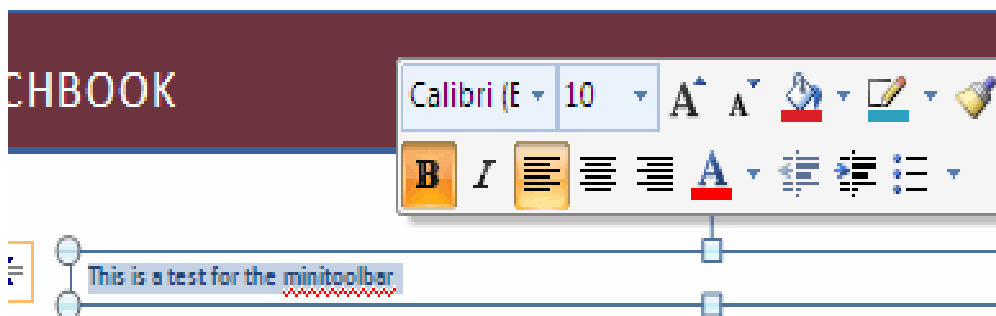 CHBOOK
Calibri (E 10 A A
B I A
This is a test for the minitoolbar